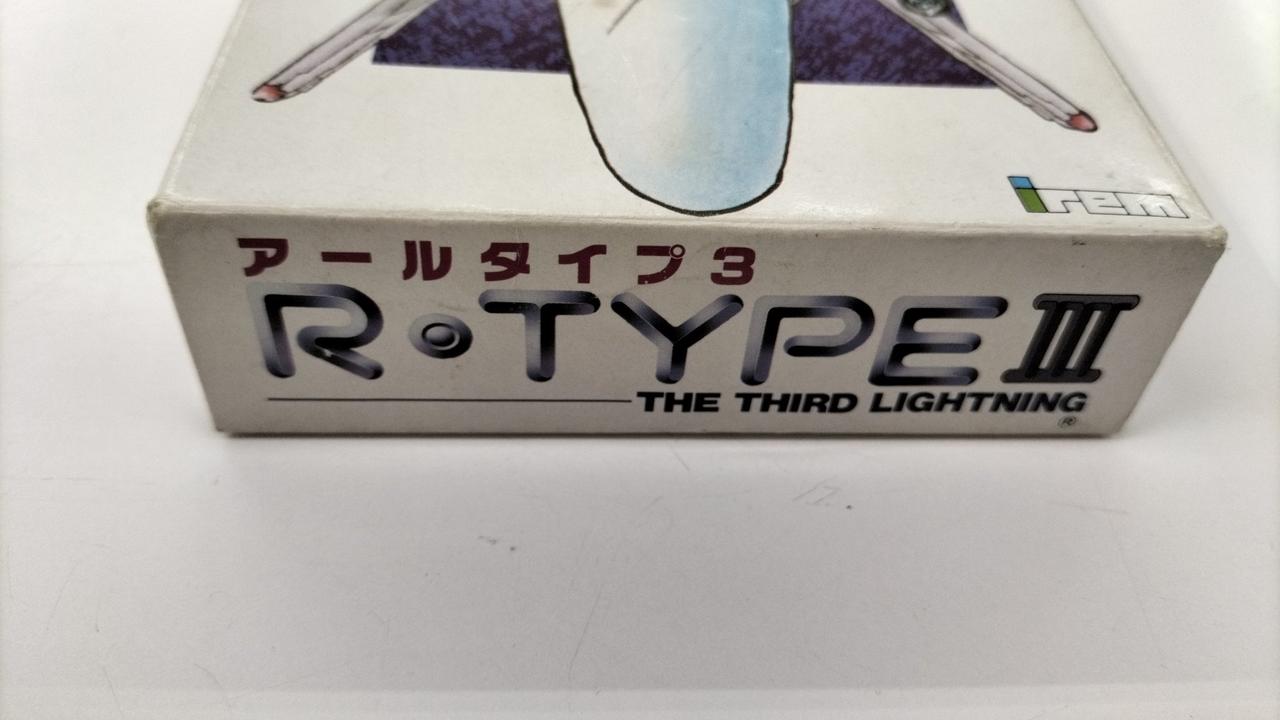 irem
アールタイプ3
R・TYPE III
THE THIRD LIGHTNING
®